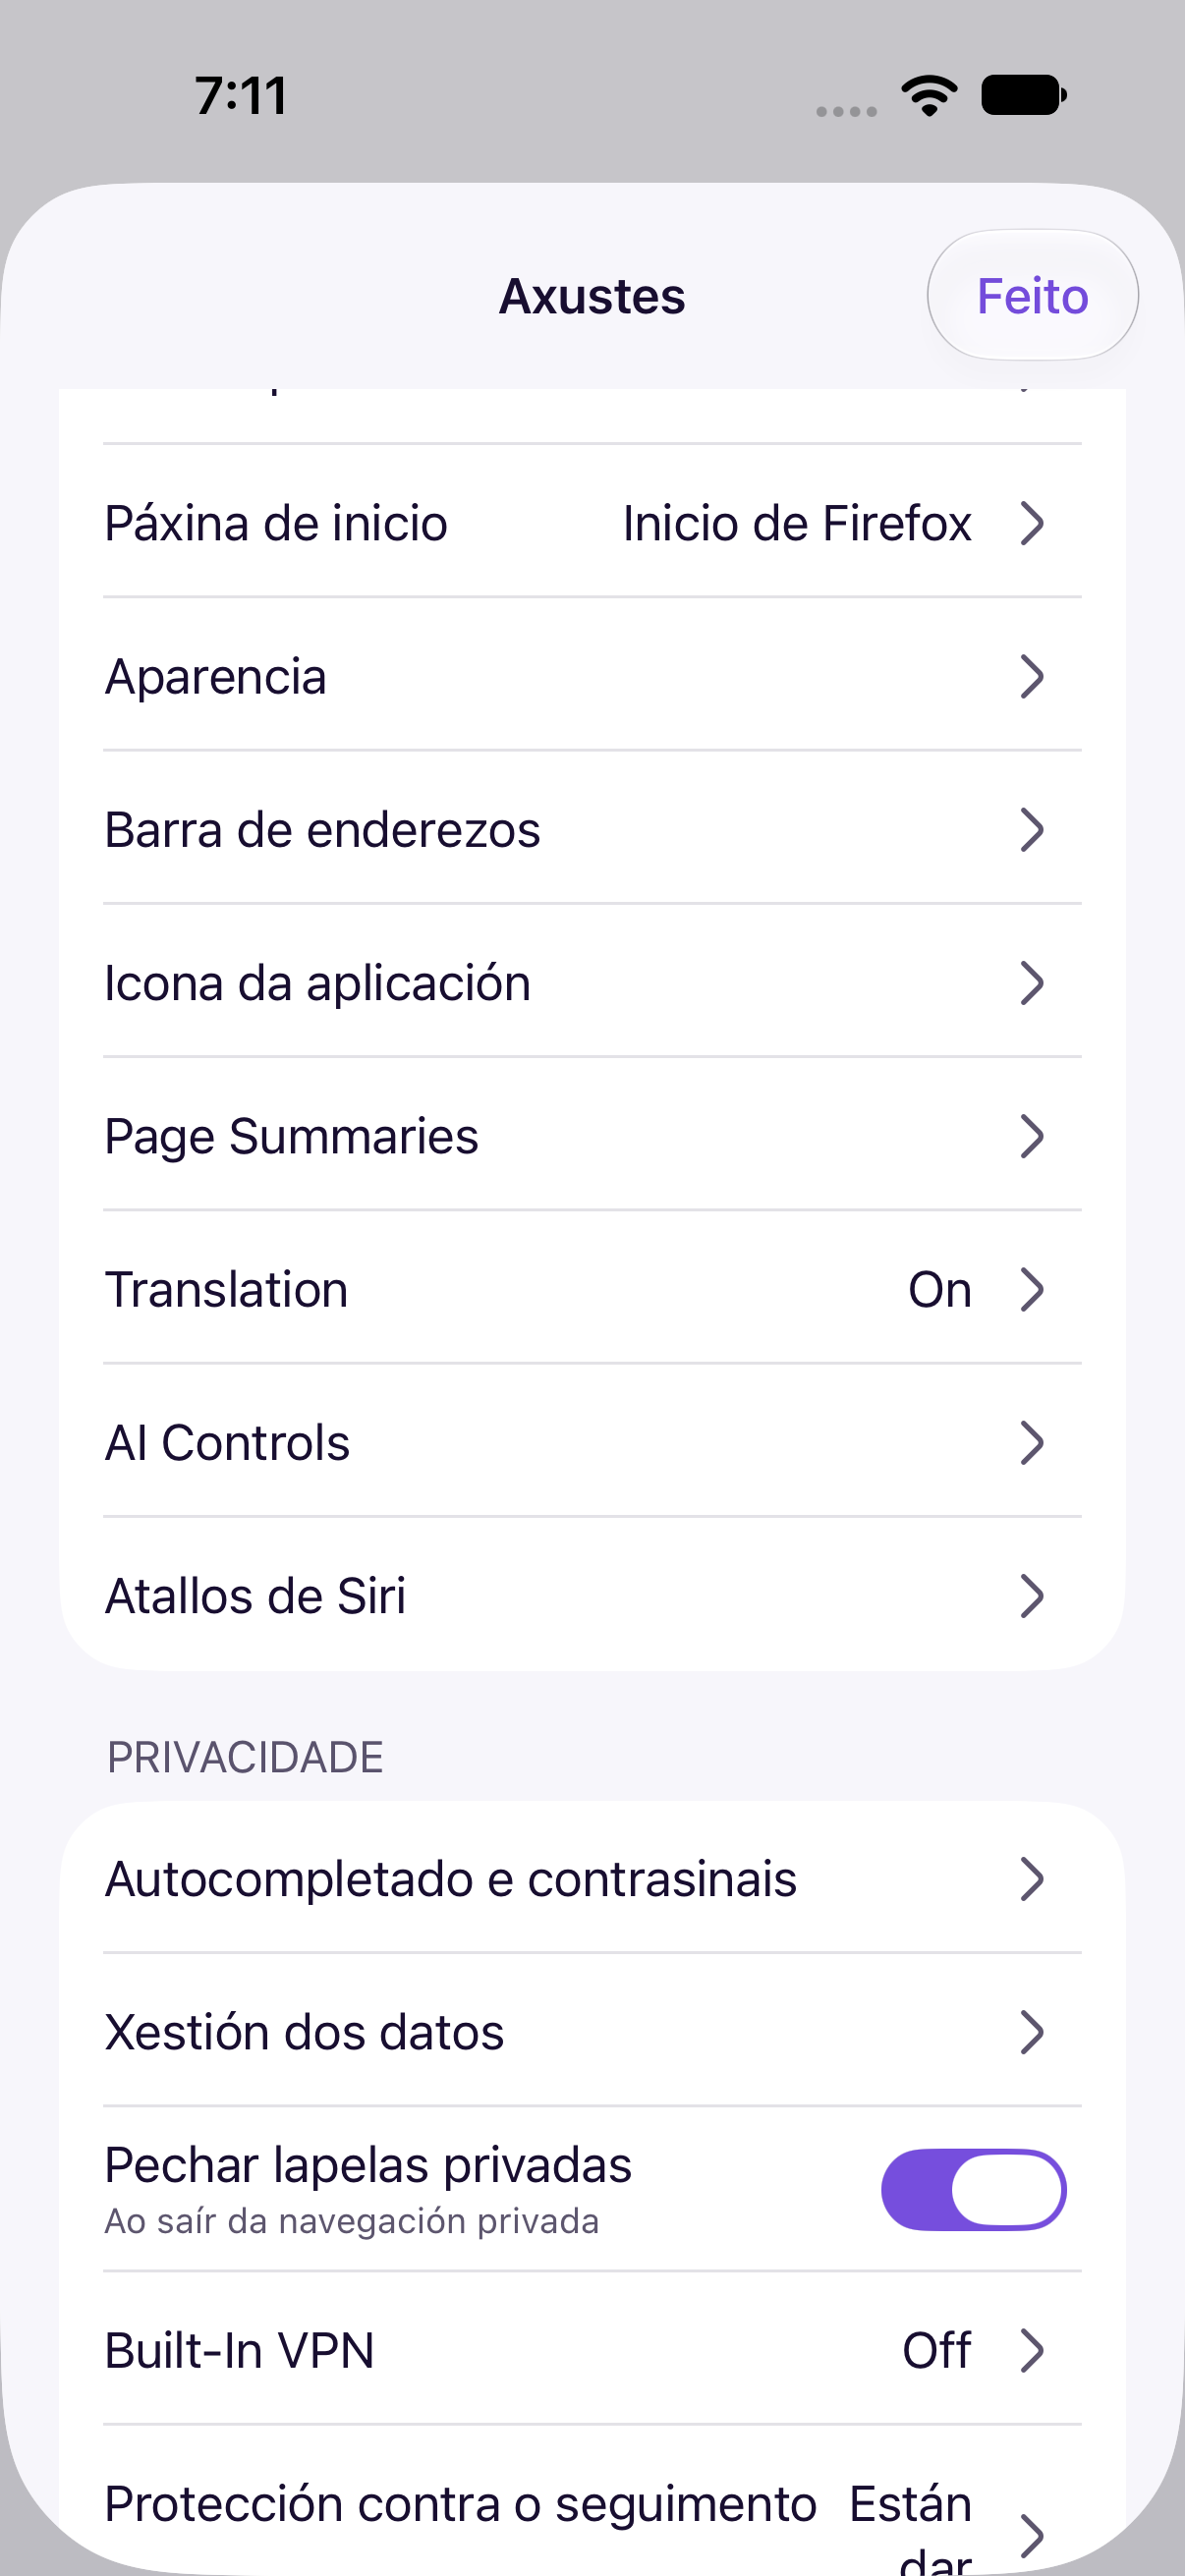 7:11
Axustes
Feito
Páxina de inicio
Inicio de Firefox
Aparencia
Barra de enderezos
Icona da aplicación
Page Summaries
Translation
On
AI Controls
Atallos de Siri
PRIVACIDADE
Autocompletado e contrasinais
Xestión dos datos
Pechar lapelas privadas
Ao saír da navegación privada
Built-In VPN
Off
Protección contra o seguimento
Están
dar